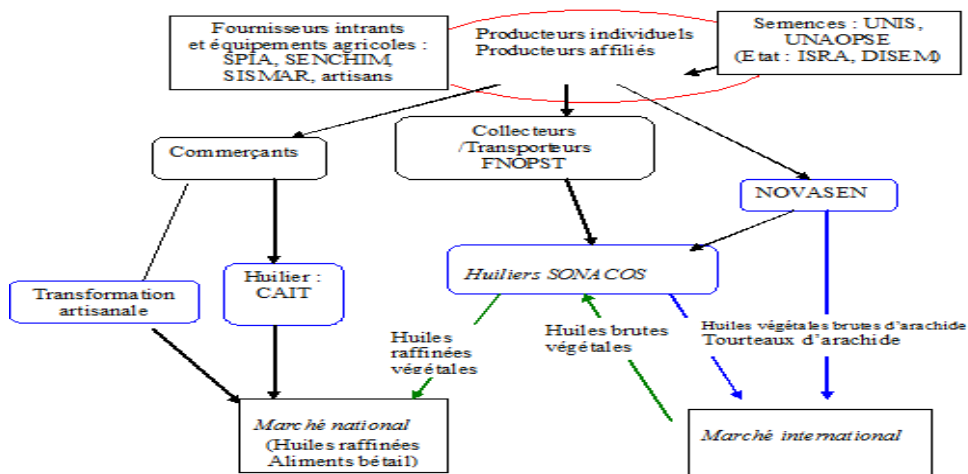 Fournisseurs intrants
et équipements agricoles :
SPIA, SENCHIM,
SISMAR, artisans
Producteurs individuels
Producteurs affiliés
Semences : UNIS,
UNAOPSE
(Etat : ISRA, DISEM)
Commerçants
Collecteurs
/Transporteurs
FNOPST
NOVASEN
Transformation
artisanale
Huilier :
CAIT
Huiliers SONACOS
Huiles
raffinées
végétales
Huiles brutes
végétales
Huiles végétales brutes d'arachide
Tourteaux d'arachide
Marché national
(Huiles raffinées
Aliments bétail)
Marché international